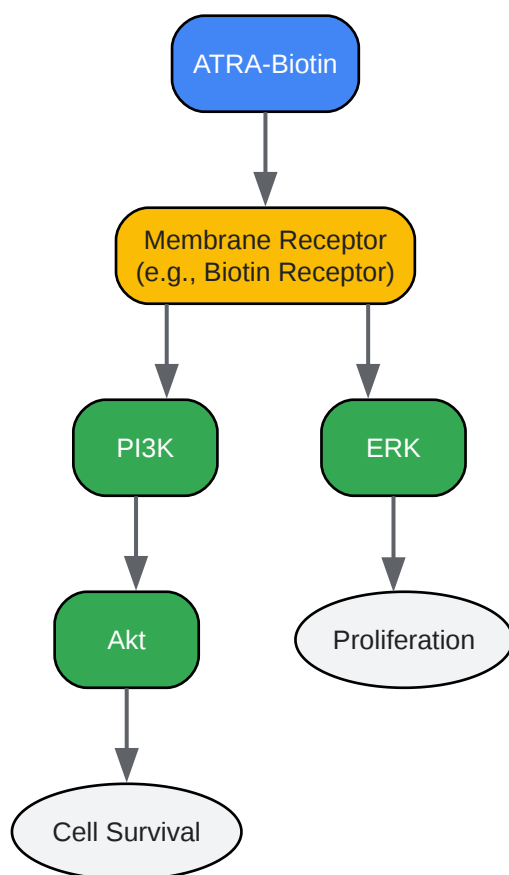 ATRA-Biotin
Membrane Receptor
(e.g., Biotin Receptor)
PI3K
ERK
Akt
Proliferation
Cell Survival